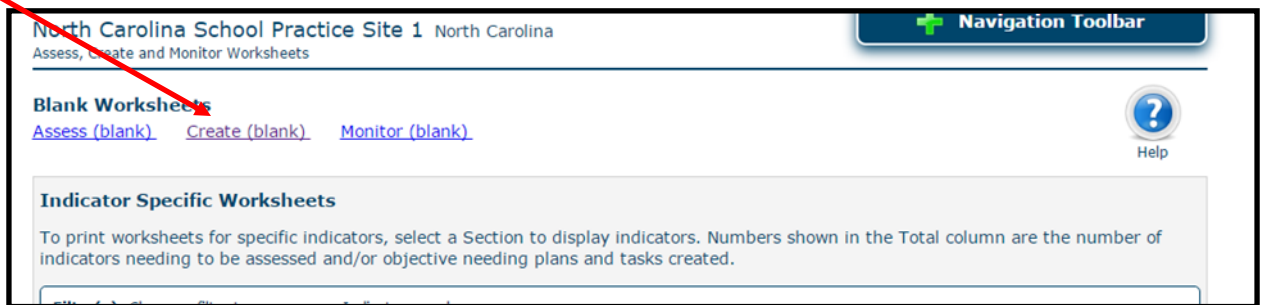 North Carolina School Practice Site 1 North Carolina
Navigation Toolbar
Assess, Create and Monitor Worksheets
Blank Worksheets
Assess (blank) Create (blank) Monitor (blank)
Help
Indicator Specific Worksheets
To print worksheets for specific indicators, select a Section to display indicators. Numbers shown in the Total column are the number of
indicators needing to be assessed and/or objective needing plans and tasks created.